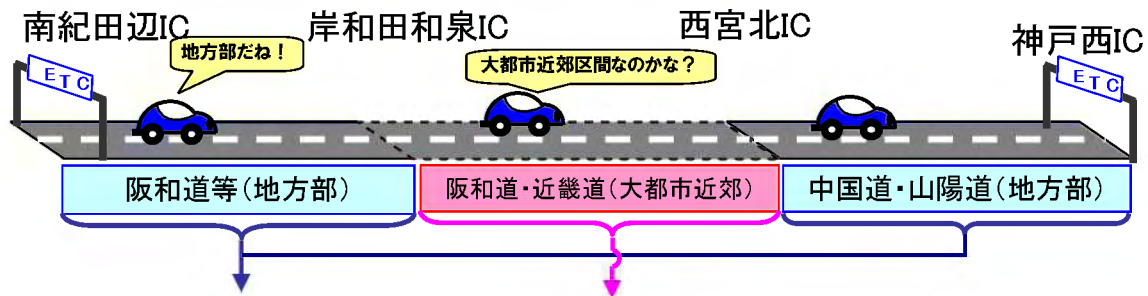 南紀田辺IC
岸和田和泉IC
西宮北IC
神戸西IC
地方部だね！
大都市近郊区間なのかな？
ETC
ETC
阪和道等(地方部)
阪和道・近畿道(大都市近郊)
中国道・山陽道(地方部)